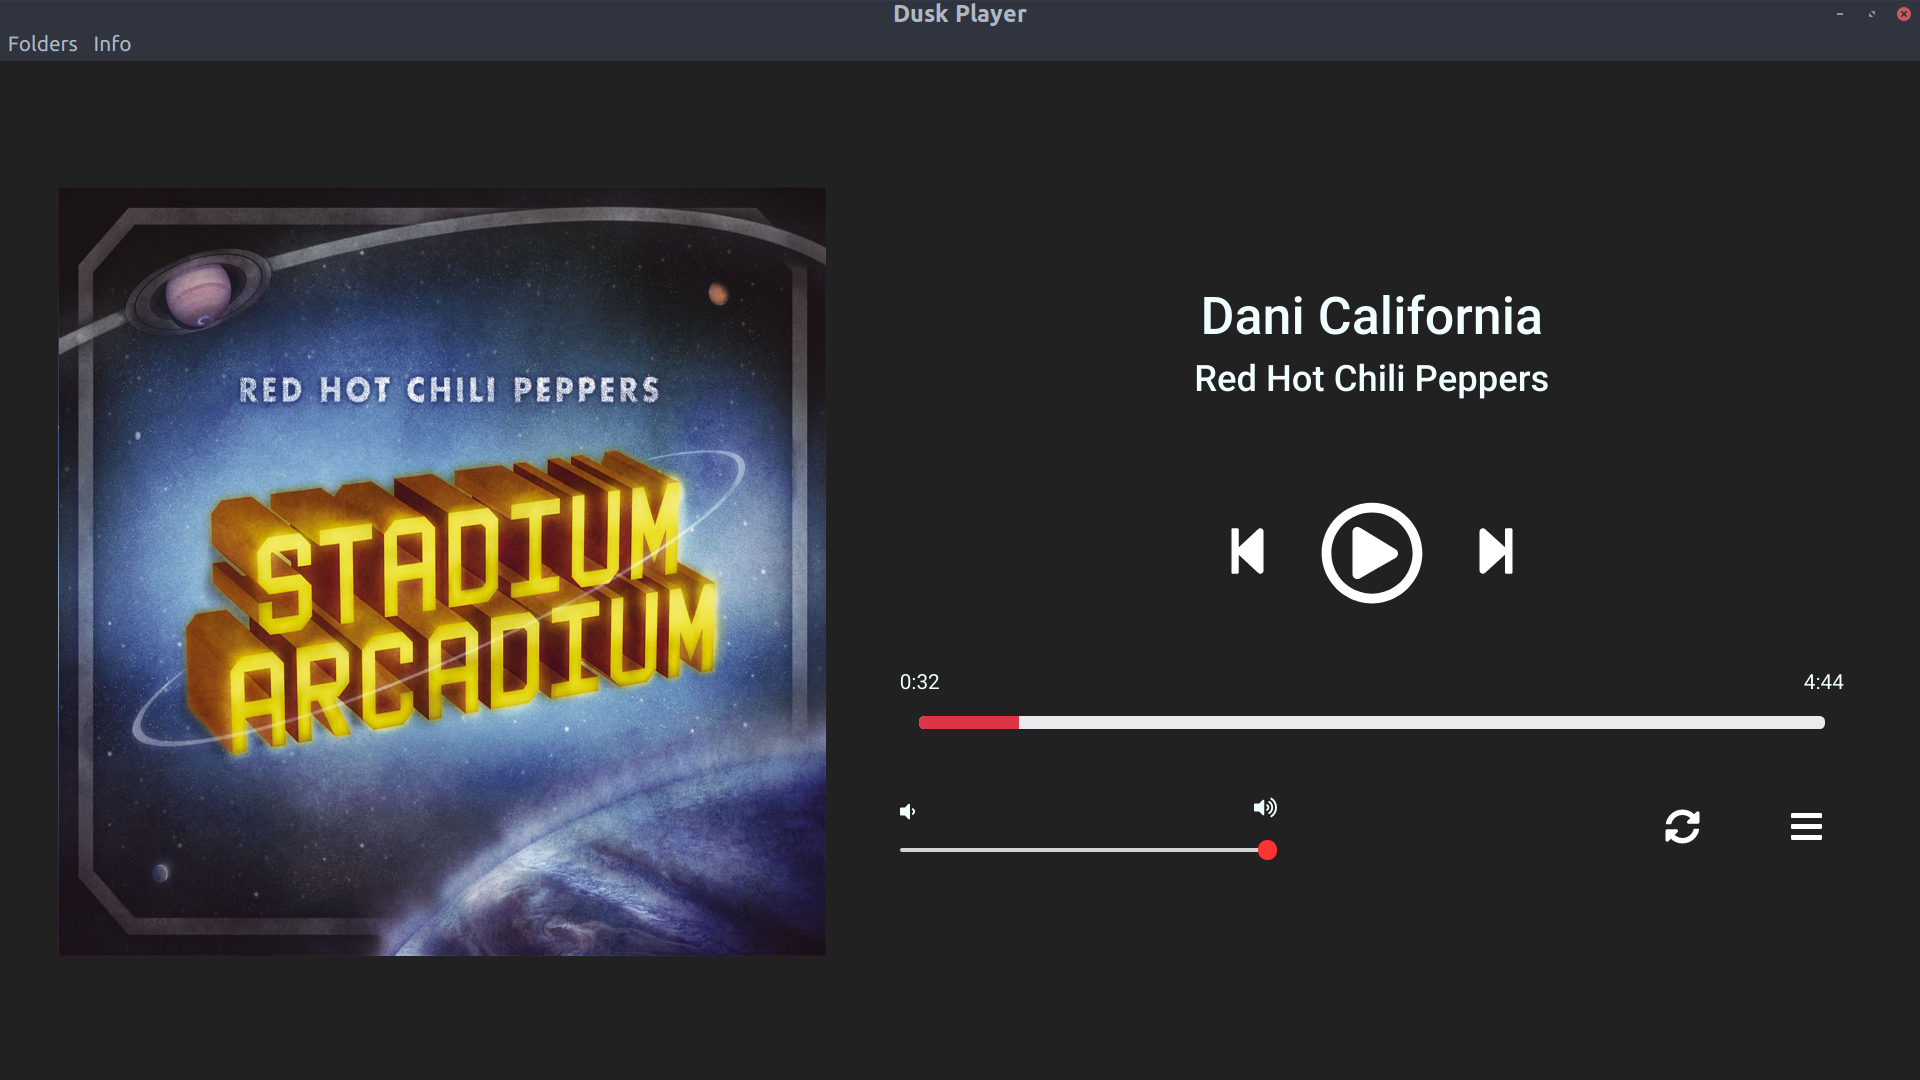 Dusk Player
Folders Info
RED HOT CHILI PEPPERS
STADIUM
ARCADIUM
Dani California
Red Hot Chili Peppers
0:32 4:44